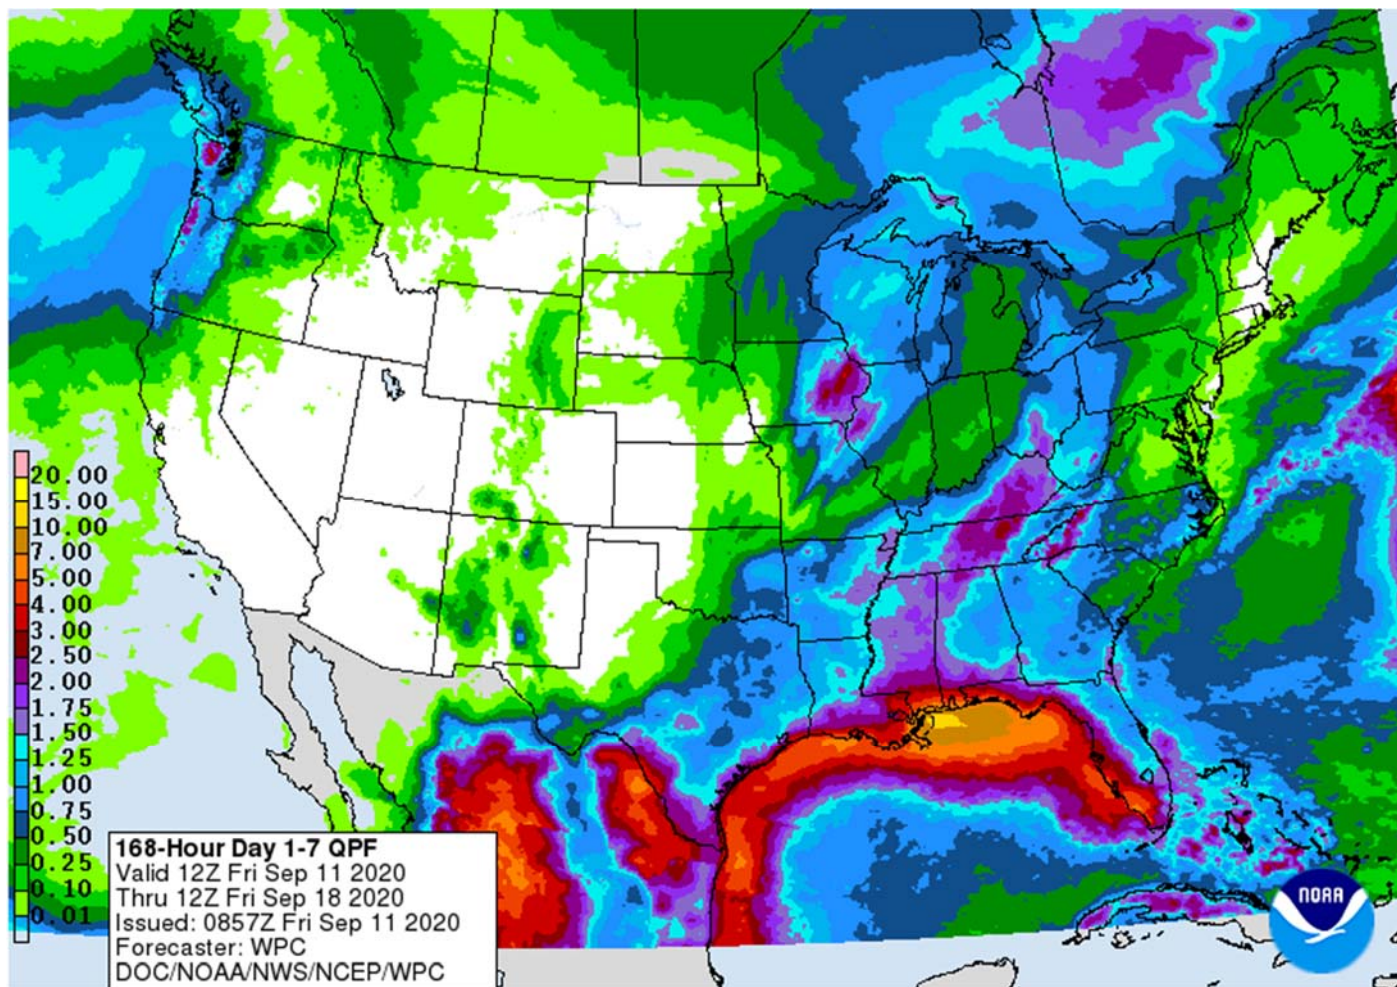 20.00
15.00
10.00
7.00
5.00
4.00
3.00
2.50
2.00
1.75
1.50
1.25
1.00
0.75
0.50
0.25
0.10
0.01
168-Hour Day 1-7 QPF
Valid 12Z Fri Sep 11 2020
Thru 12Z Fri Sep 18 2020
Issued: 0857Z Fri Sep 11 2020
Forecaster: WPC
DOC/NOAA/NWS/NCEP/WPC
NOAA